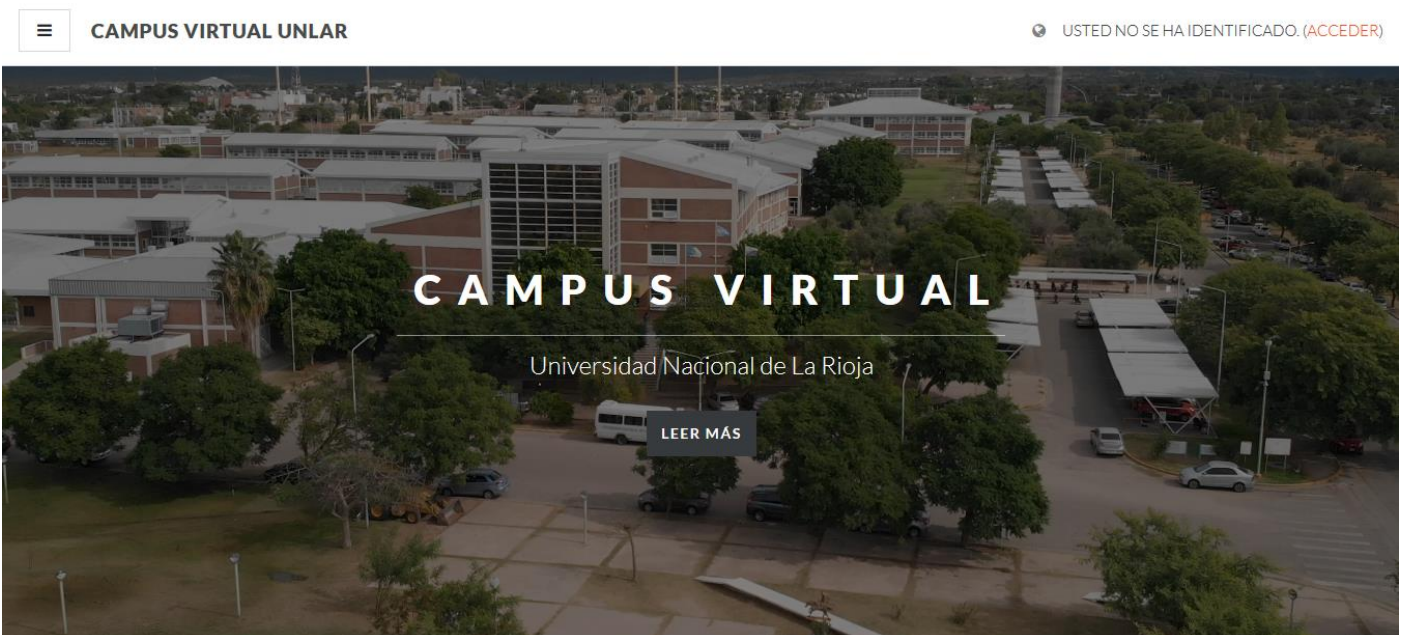 CAMPUS VIRTUAL UNLAR
USTED NO SE HA IDENTIFICADO. (ACCEDER)
CAMPUS VIRTUAL
Universidad Nacional de La Rioja
LEER MÁS